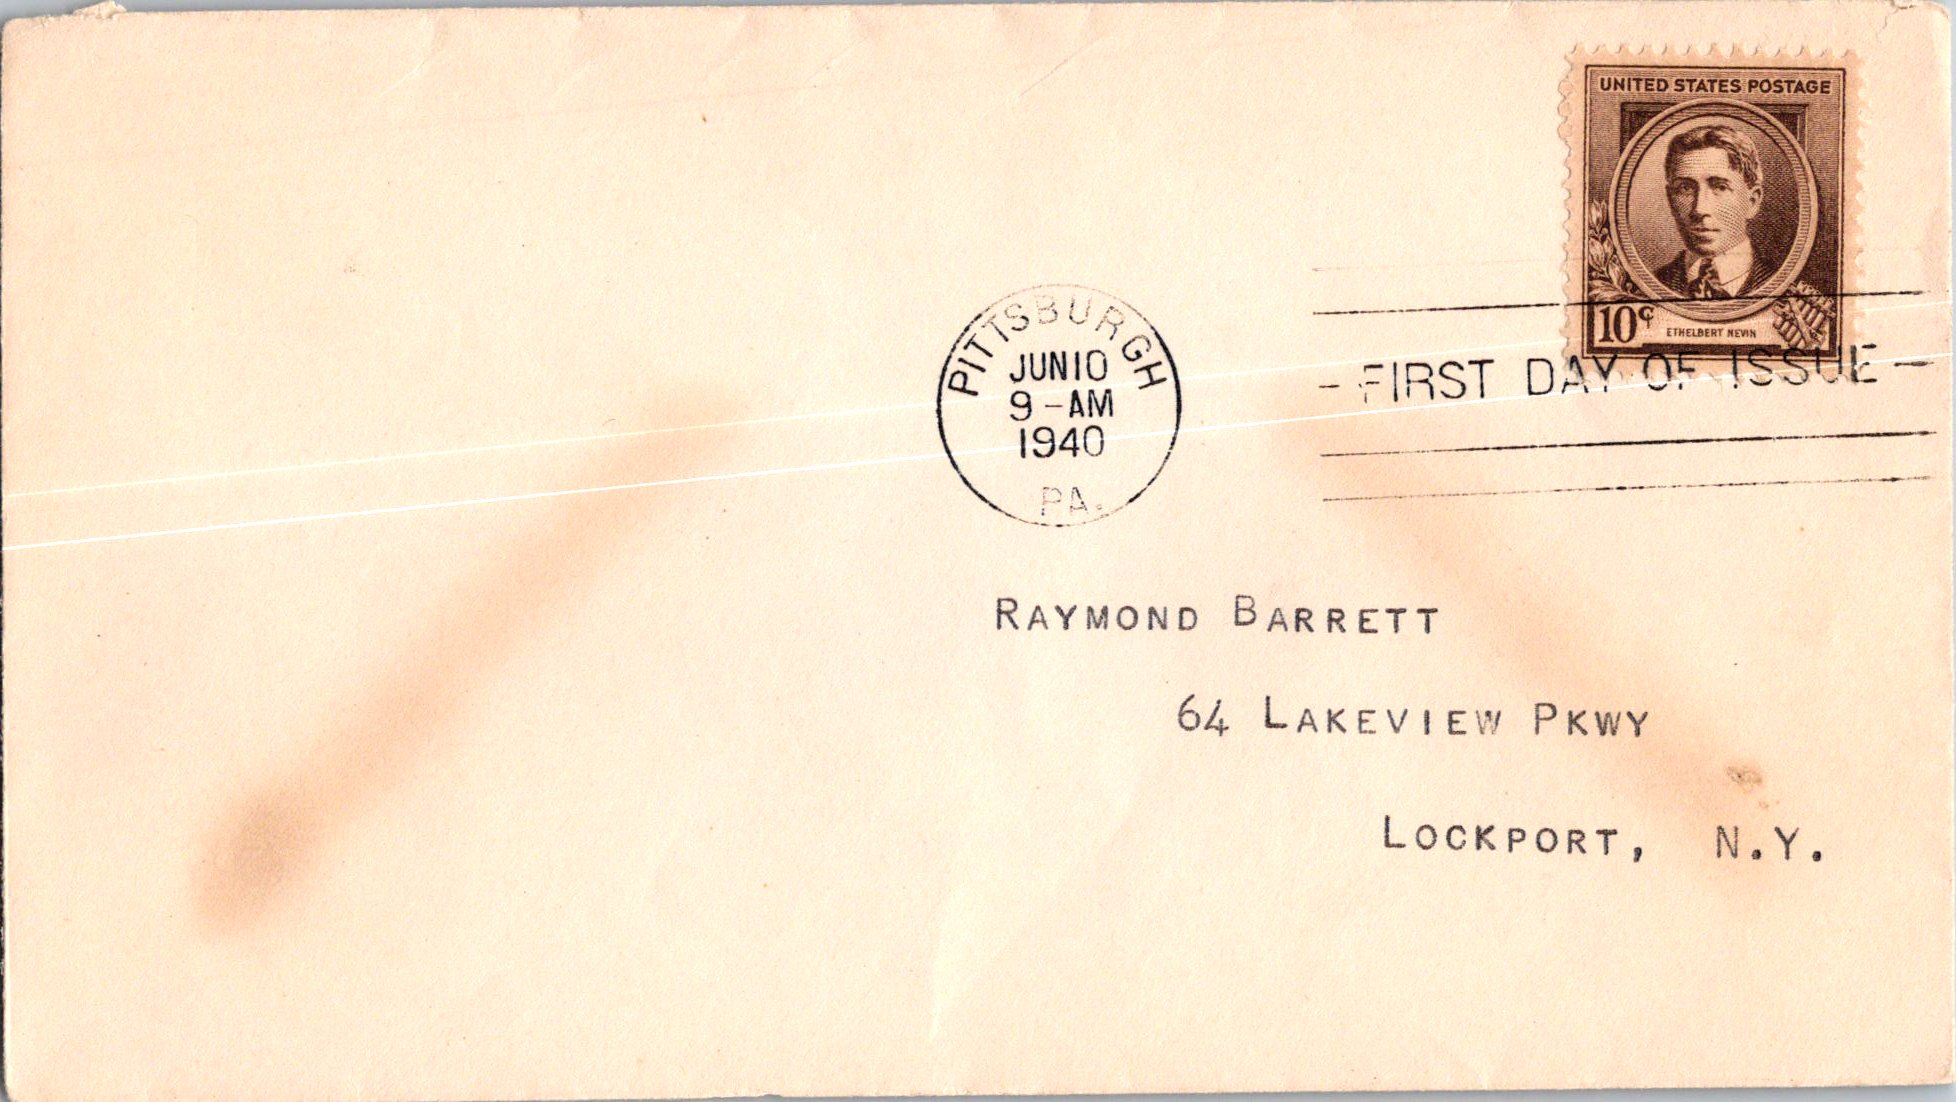 UNITED STATES POSTAGE
10¢
ETHELBERT NEVIN
PITTSBURGH
JUN 10
9-AM
1940
PA.
- FIRST DAY OF ISSUE -
RAYMOND BARRETT
64 LAKEVIEW PKWY
LOCKPORT, N.Y.